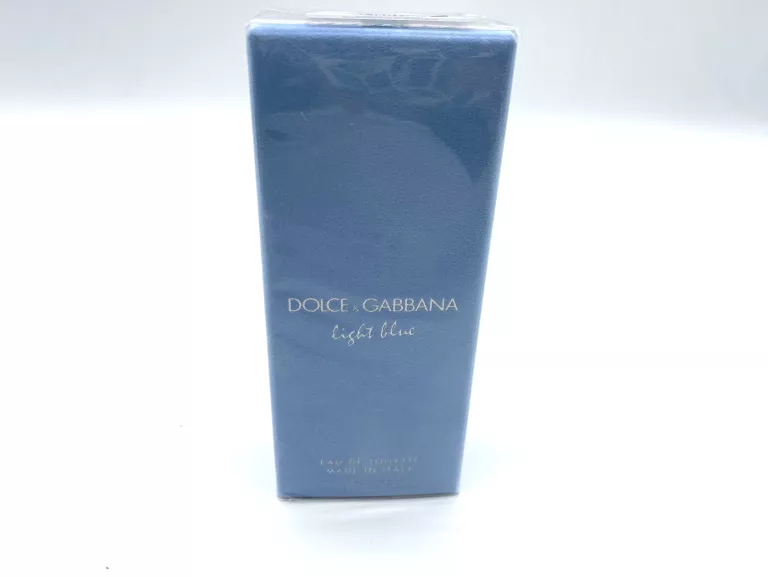 DOLCE & GABBANA
light blue
EAU DE TOILETTE
MADE IN ITALY